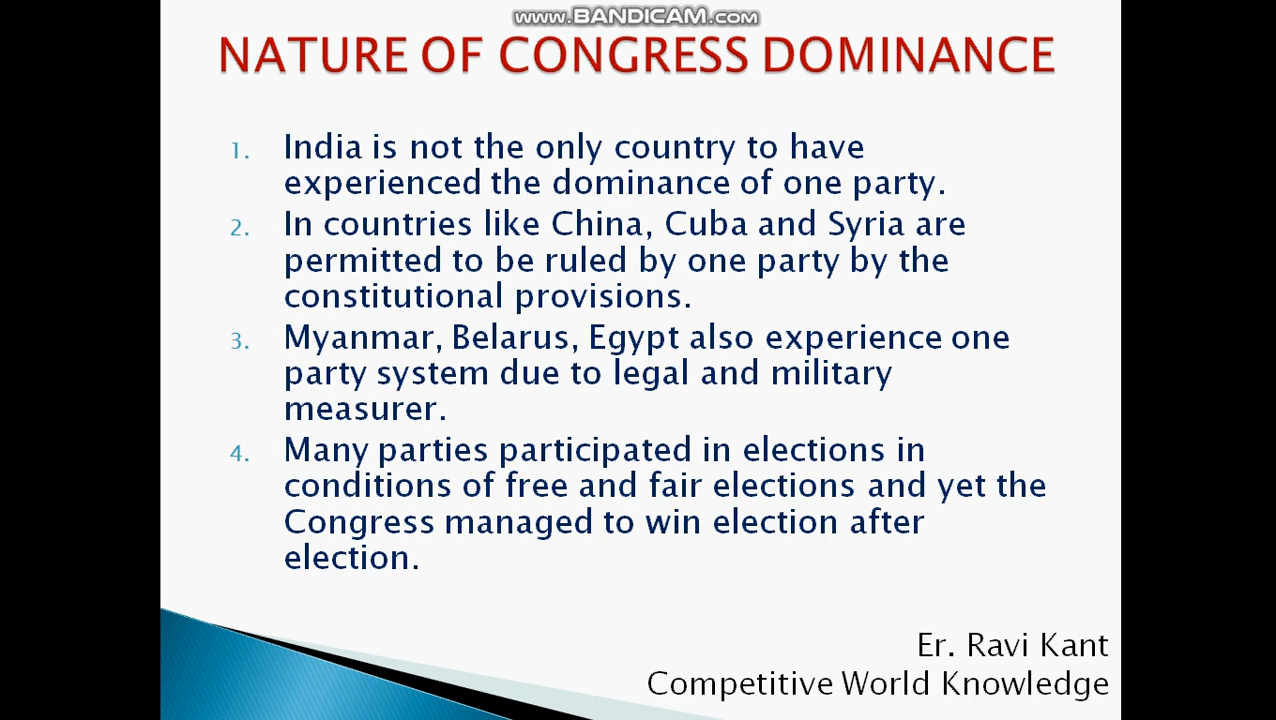 www.BANDICAM.com
NATURE OF CONGRESS DOMINANCE
1. India is not the only country to have
experienced the dominance of one party.
2. In countries like China, Cuba and Syria are
permitted to be ruled by one party by the
constitutional provisions.
3. Myanmar, Belarus, Egypt also experience one
party system due to legal and military
measurer.
4. Many parties participated in elections in
conditions of free and fair elections and yet the
Congress managed to win election after
election.
Er. Ravi Kant
Competitive World Knowledge